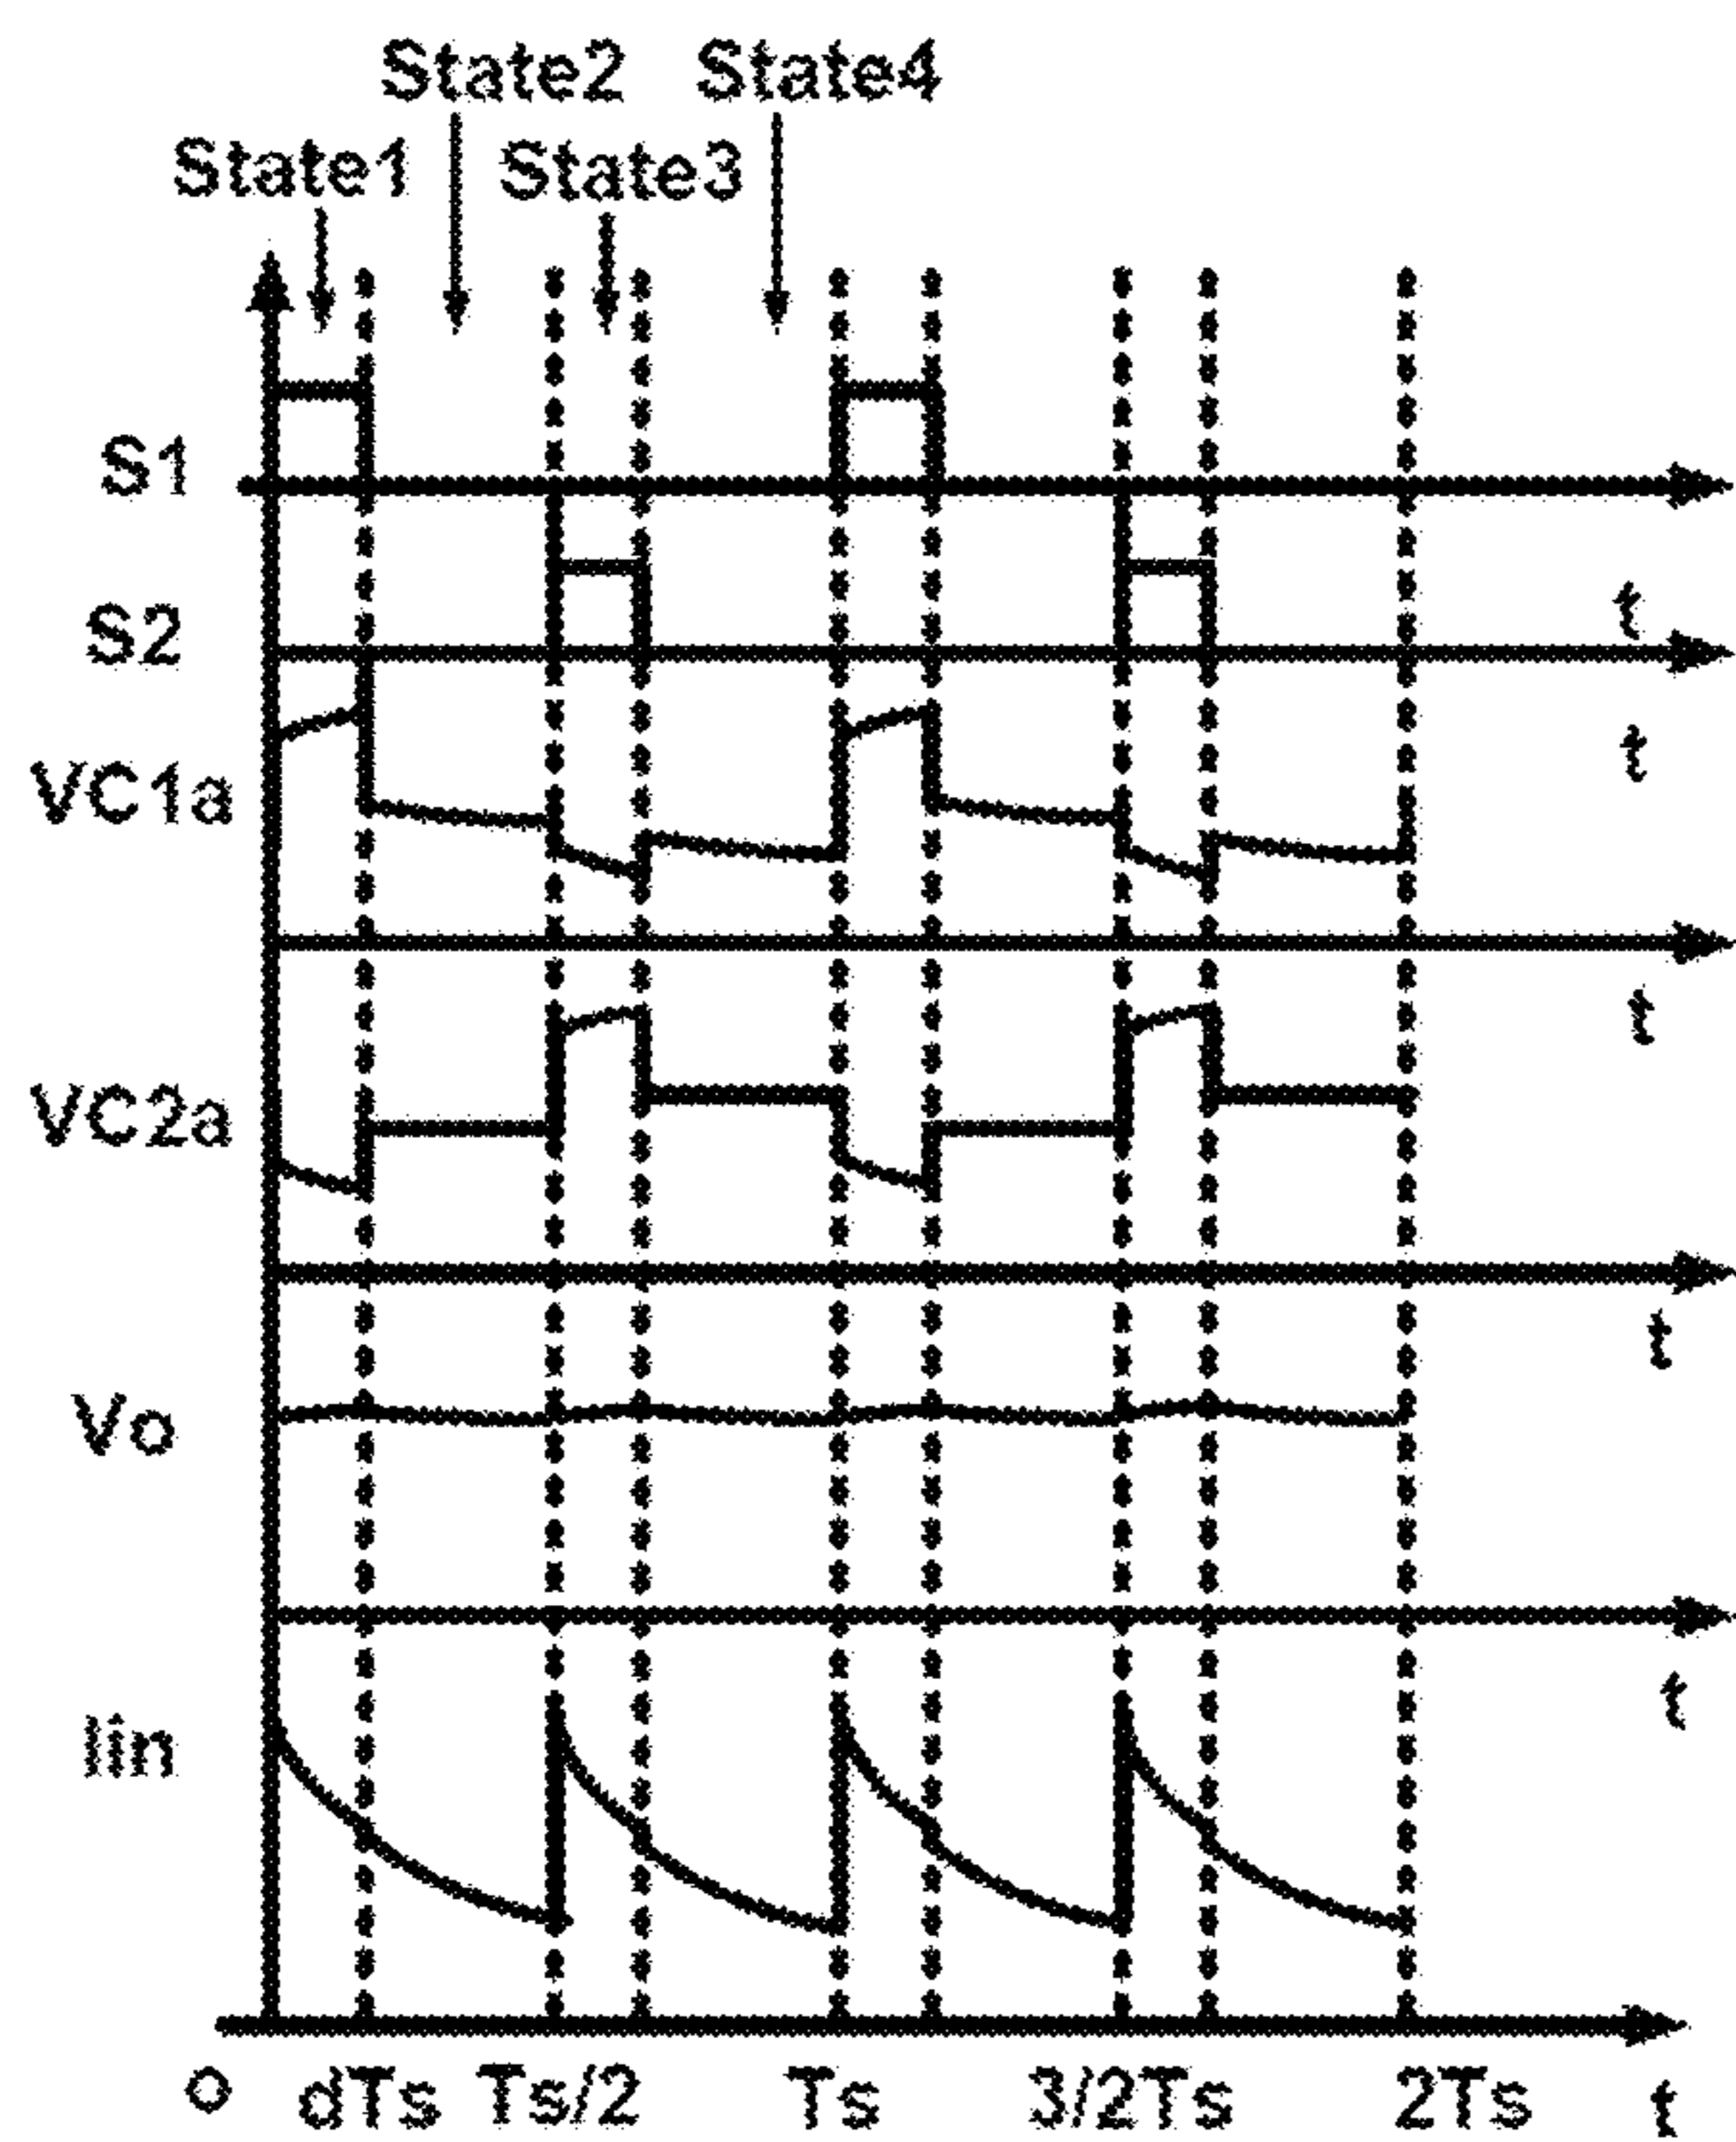 State2 State4
State1 State3
S1
t
S2
t
VC1a
t
VC2a
t
Vo
t
Iin
O dTs Ts/2 Ts 3/2Ts 2Ts t